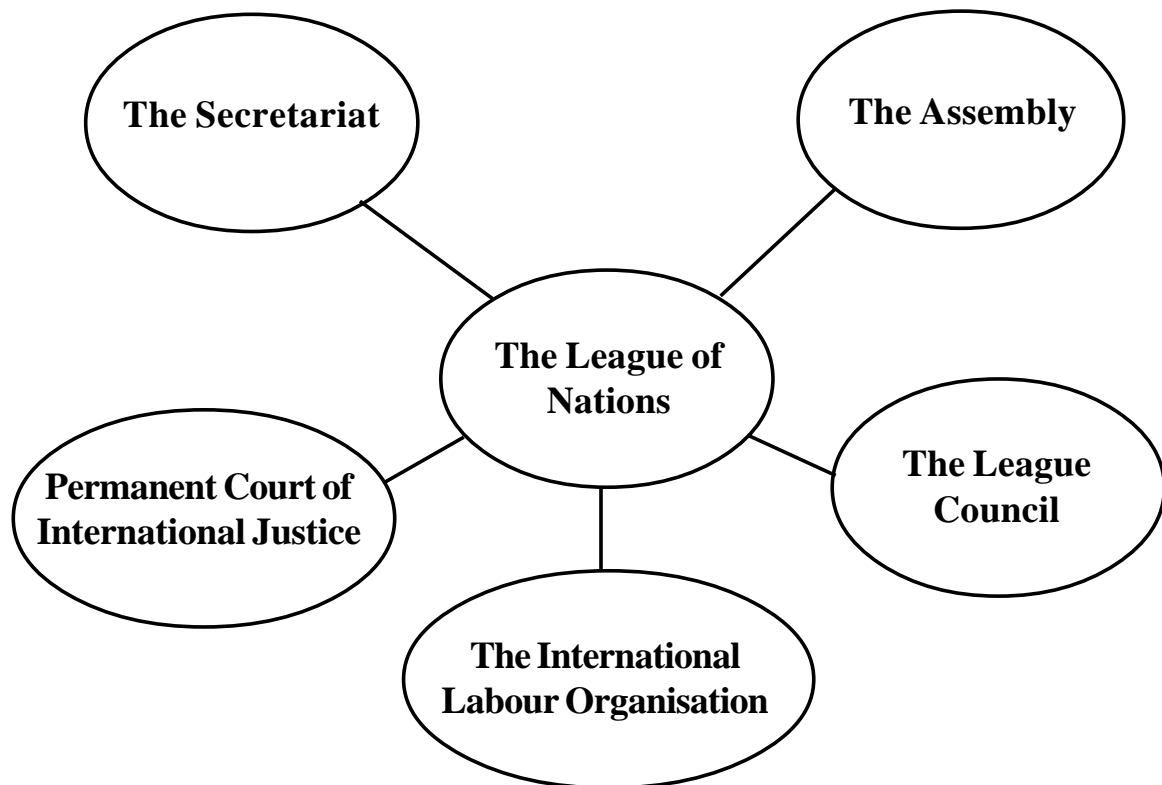 The Secretariat
The Assembly
The League of
Nations
Permanent Court of
International Justice
The League
Council
The International
Labour Organisation